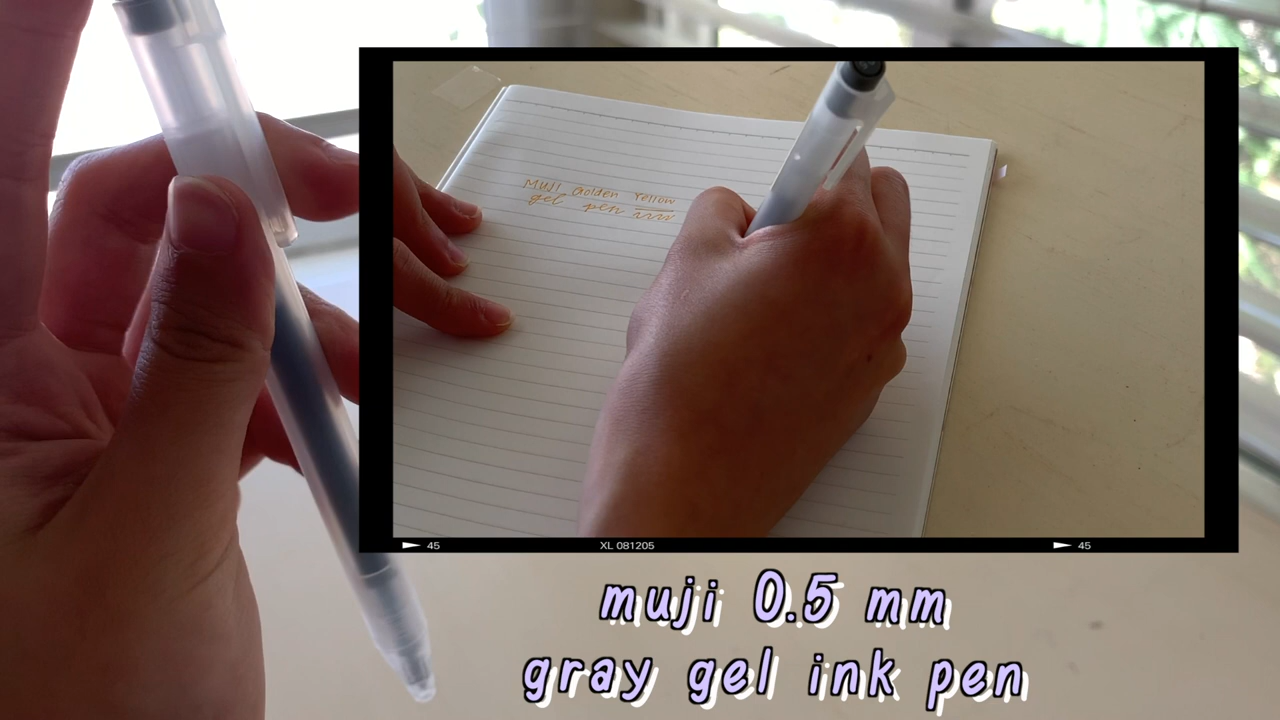 MUJI Golden Yellow
gel pen
45
XL 081205
45
muji 0.5 mm
gray gel ink pen